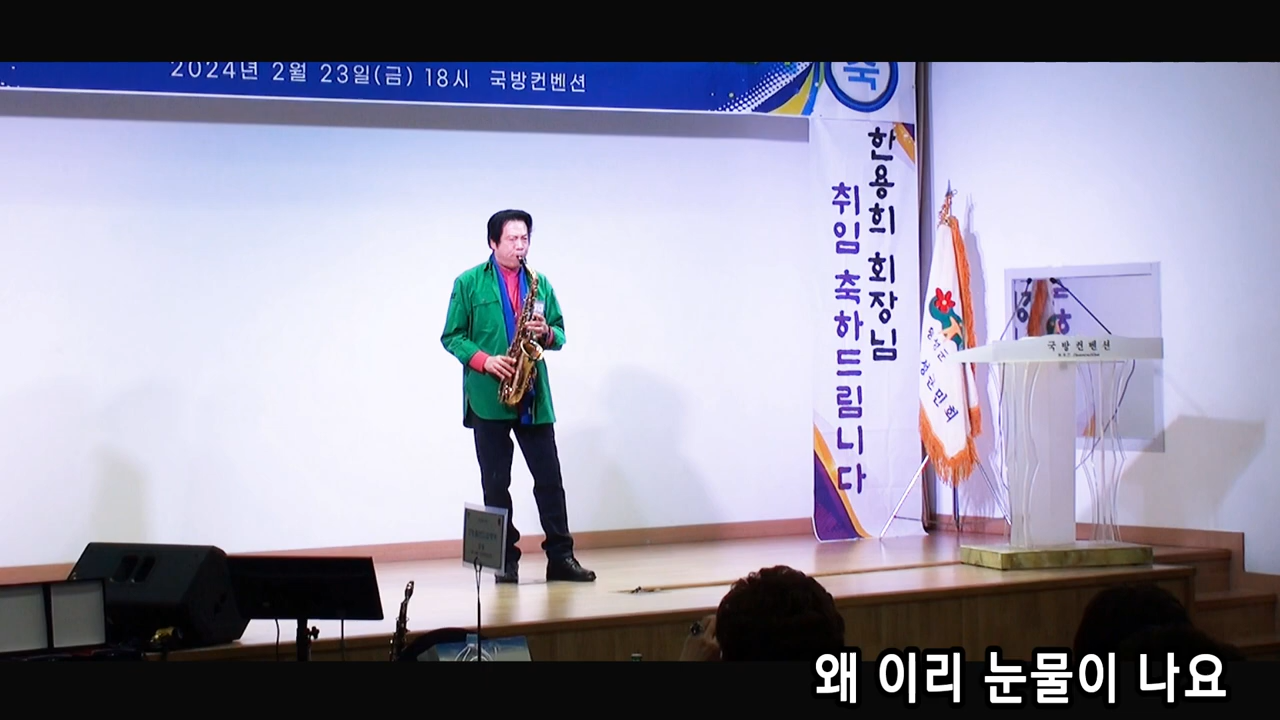 2024년 2월 23일(금) 18시 국방컨벤션
축
한용희 회장님
취임 축하드립니다
국방컨벤션
왜 이리 눈물이 나요